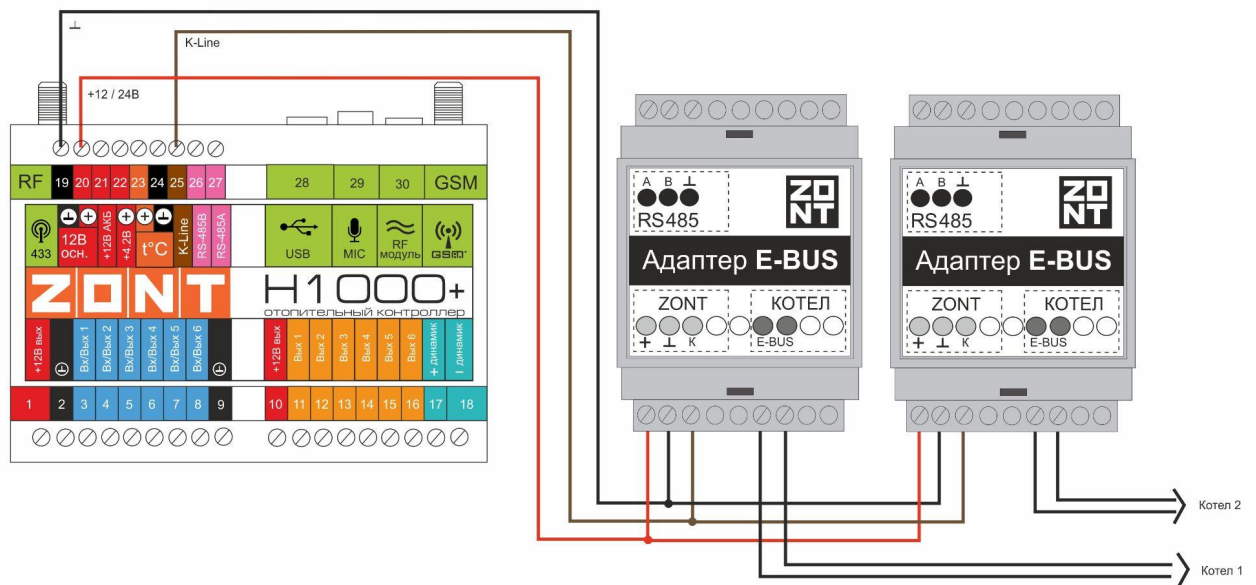 ⊥
K-Line
+12 / 24В
RF 19 20 21 22 23 24 25 26 27 28 29 30 GSM
433
12В осн.
+12В АКБ
+4.2В
t°C
K-Line
RS-485B
RS-485A
USB
MIC
RF модуль
GSM
ZONT
H1000+
отопительный контроллер
+12В вых
Вх/Вых 1
Вх/Вых 2
Вх/Вых 3
Вх/Вых 4
Вх/Вых 5
Вх/Вых 6
+12В вых
Вых 1
Вых 2
Вых 3
Вых 4
Вых 5
Вых 6
+ динамик
– динамик
1 2 3 4 5 6 7 8 9 10 11 12 13 14 15 16 17 18
A B ⊥
RS485
ZONT
Адаптер E-BUS
ZONT КОТЕЛ
+ ⊥ К E-BUS
A B ⊥
RS485
ZONT
Адаптер E-BUS
ZONT КОТЕЛ
+ ⊥ К E-BUS
Котел 2
Котел 1